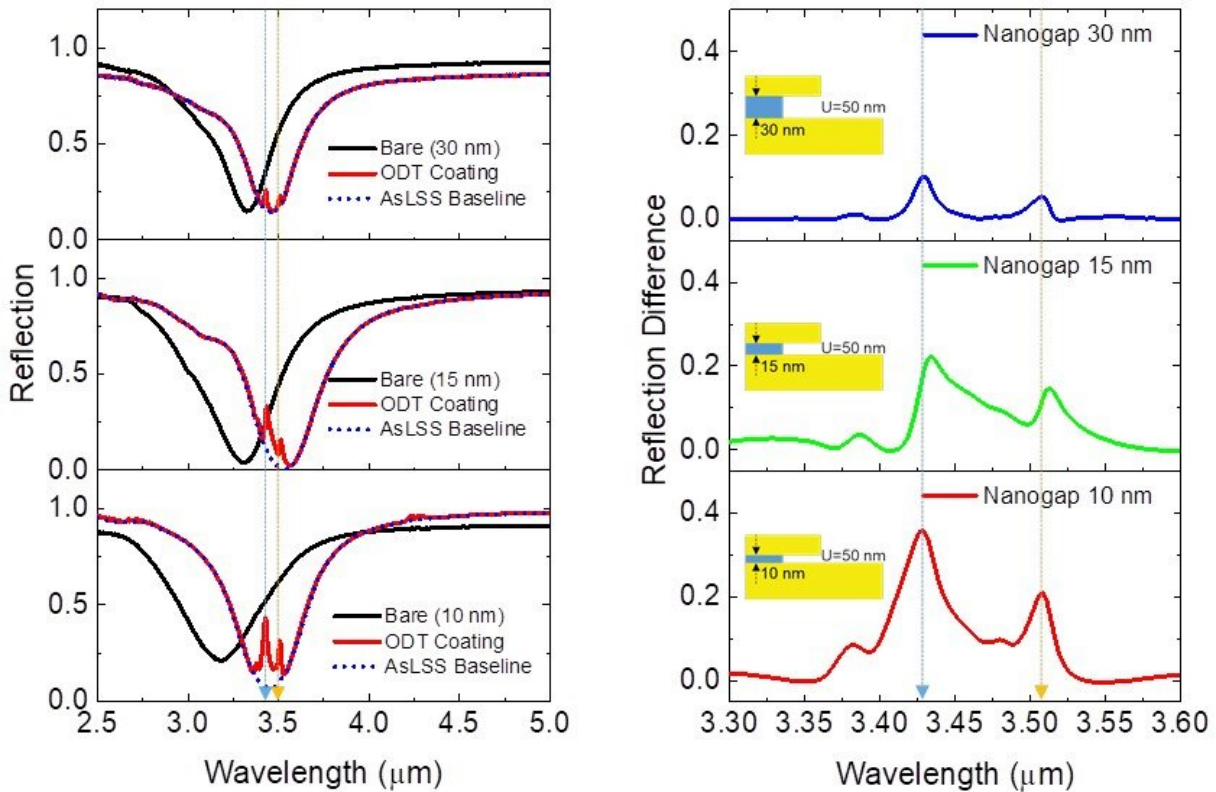 Reflection
1.0
0.5
0.0
Bare (30 nm)
ODT Coating
AsLSS Baseline
1.0
0.5
0.0
Bare (15 nm)
ODT Coating
AsLSS Baseline
1.0
0.5
0.0
Bare (10 nm)
ODT Coating
AsLSS Baseline
2.5 3.0 3.5 4.0 4.5 5.0
Wavelength (μm)
Reflection Difference
0.4
0.2
0.0
Nanogap 30 nm
U=50 nm
30 nm
0.4
0.2
0.0
Nanogap 15 nm
U=50 nm
15 nm
0.4
0.2
0.0
Nanogap 10 nm
U=50 nm
10 nm
3.30 3.35 3.40 3.45 3.50 3.55 3.60
Wavelength (μm)